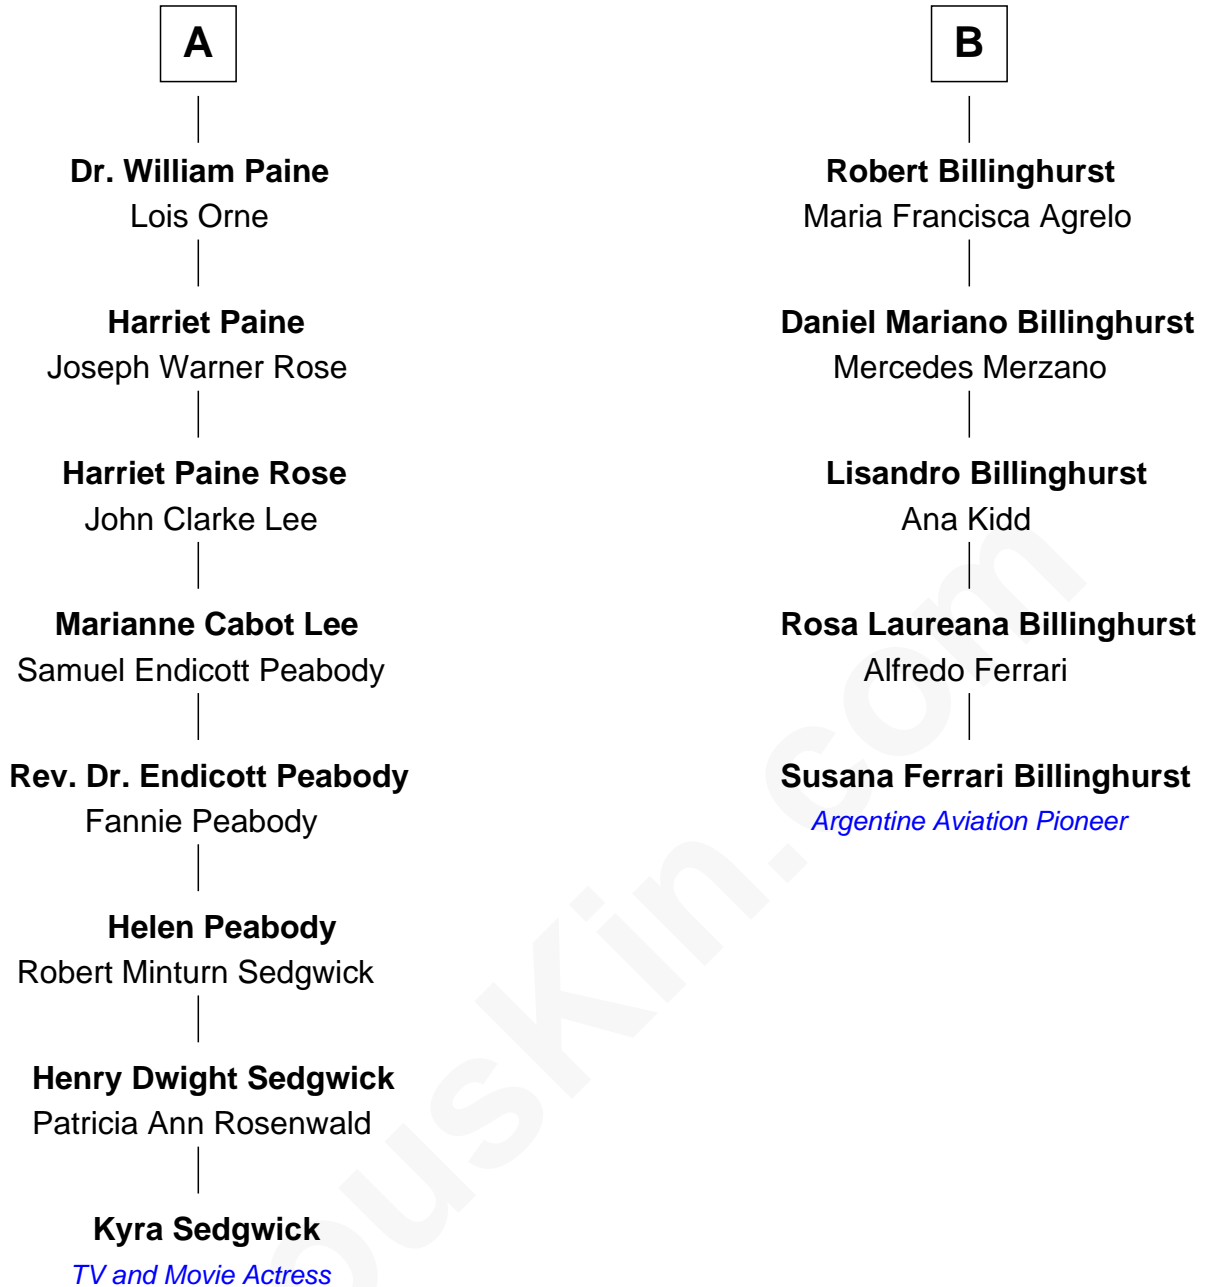 A
Dr. William Paine
Lois Orne
Harriet Paine
Joseph Warner Rose
Harriet Paine Rose
John Clarke Lee
Marianne Cabot Lee
Samuel Endicott Peabody
Rev. Dr. Endicott Peabody
Fannie Peabody
Helen Peabody
Robert Minturn Sedgwick
Henry Dwight Sedgwick
Patricia Ann Rosenwald
Kyra Sedgwick
TV and Movie Actress
B
Robert Billinghurst
Maria Francisca Agrelo
Daniel Mariano Billinghurst
Mercedes Merzano
Lisandro Billinghurst
Ana Kidd
Rosa Laureana Billinghurst
Alfredo Ferrari
Susana Ferrari Billinghurst
Argentine Aviation Pioneer
ousKin.com